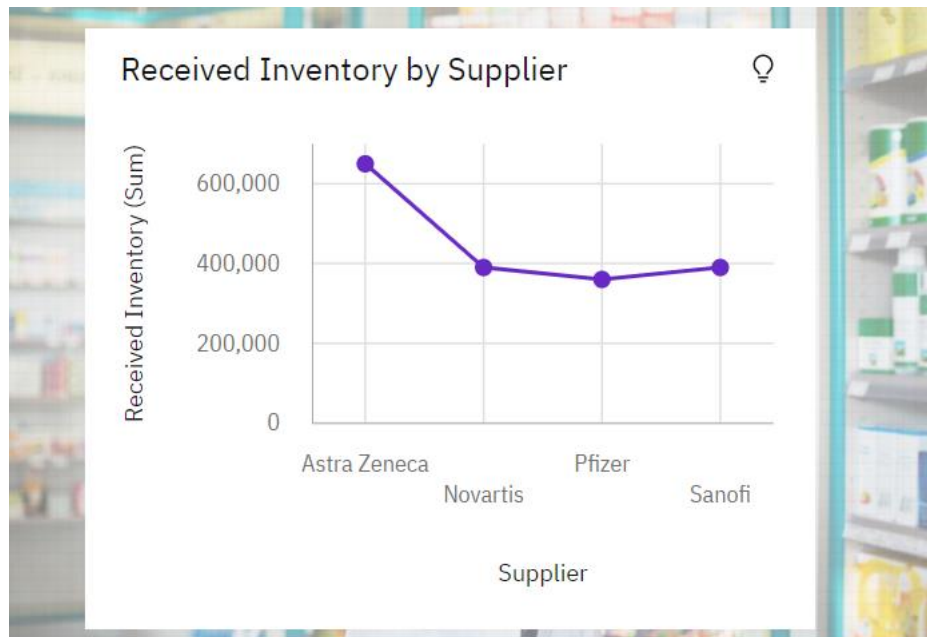 Received Inventory by Supplier
Received Inventory (Sum)
600,000
400,000
200,000
0
Astra Zeneca
Novartis
Pfizer
Sanofi
Supplier